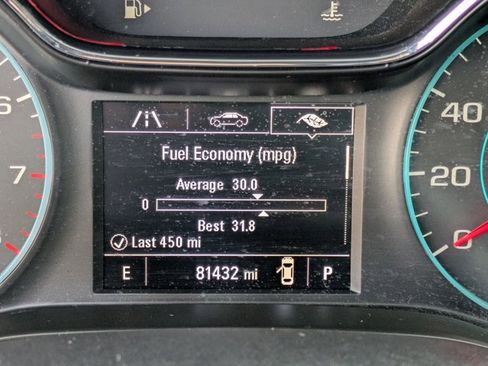 Fuel Economy (mpg)
Average 30.0
0
Best 31.8
Last 450 mi
E 81432 mi P
6
7
40
20
0